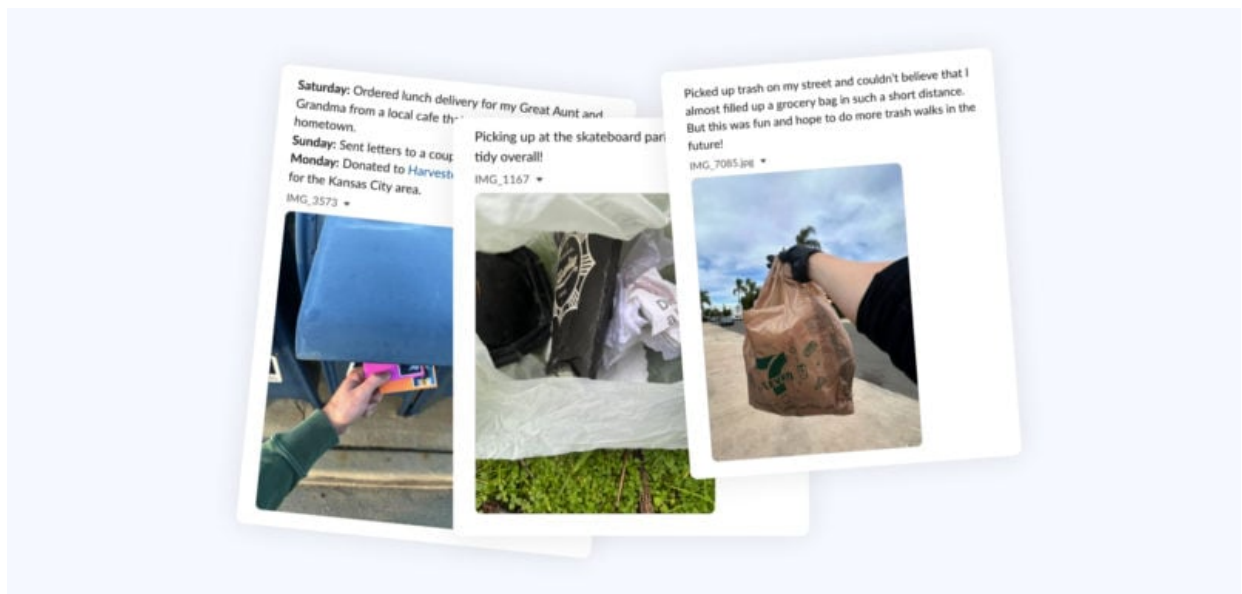 Saturday: Ordered lunch delivery for my Great Aunt and
Grandma from a local cafe
hometown.
Sunday: Sent letters to a
Monday: Donated to
for the Kansas City area.
IMG_3573
Picking up at the skateboard
tidy overall!
IMG_1167
Picked up trash on my street and couldn't believe that I
almost filled up a grocery bag in such a short distance.
But this was fun and hope to do more trash walks in the
future!
IMG_7085.jpg
7
ELEVEN